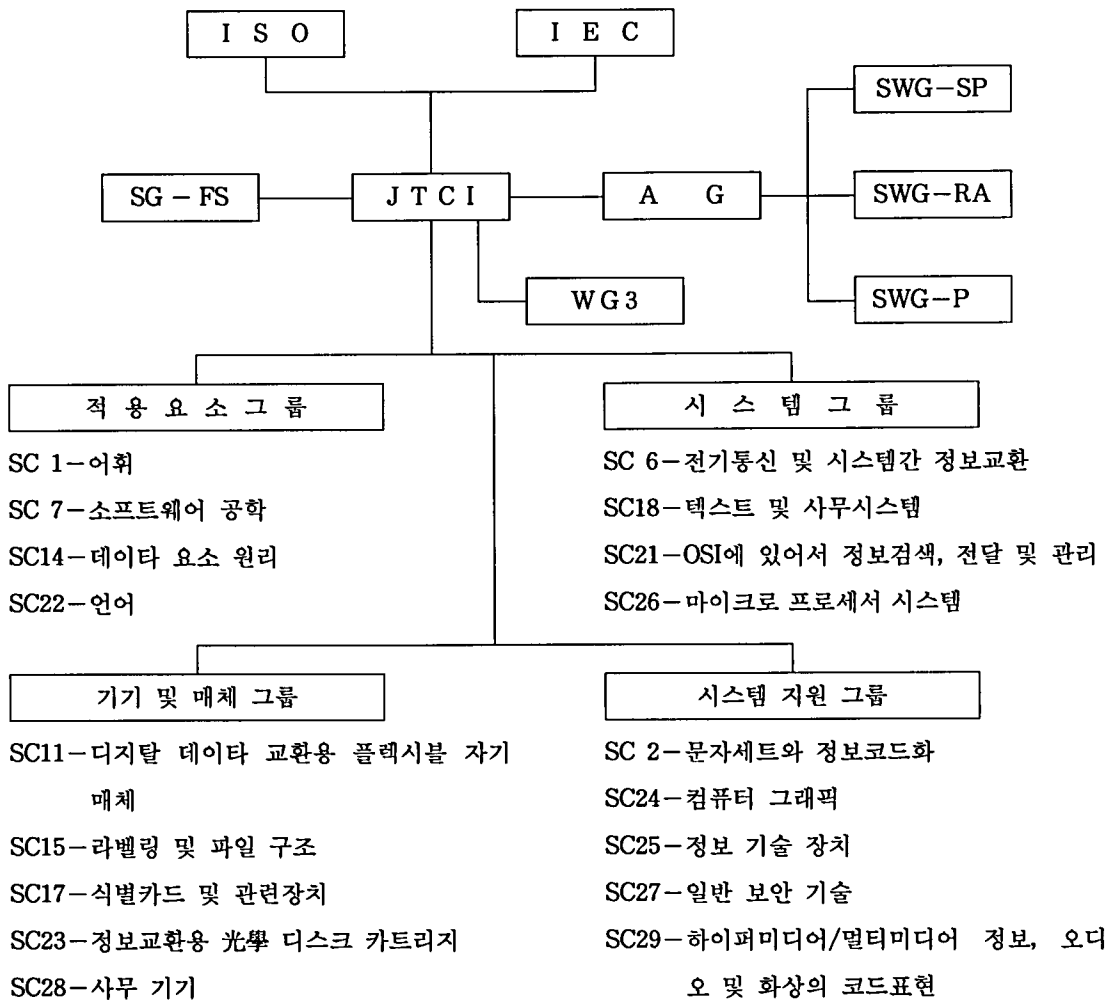 I S O
I E C
SWG-SP
SG-FS
J T C I
A G
SWG-RA
WG3
SWG-P
적 용 요 소 그 룹
SC 1-어휘
SC 7-소프트웨어 공학
SC14-데이타 요소 원리
SC22-언어
시 스 템 그 룹
SC 6-전기통신 및 시스템간 정보교환
SC18-텍스트 및 사무시스템
SC21-OSI에 있어서 정보검색, 전달 및 관리
SC26-마이크로 프로세서 시스템
기기 및 매체 그룹
SC11-디지탈 데이타 교환용 플렉시블 자기
매체
SC15-라벨링 및 파일 구조
SC17-식별카드 및 관련장치
SC23-정보교환용 光學 디스크 카트리지
SC28-사무 기기
시스템 지원 그룹
SC 2-문자세트와 정보코드화
SC24-컴퓨터 그래픽
SC25-정보 기술 장치
SC27-일반 보안 기술
SC29-하이퍼미디어/멀티미디어 정보, 오디
오 및 화상의 코드표현